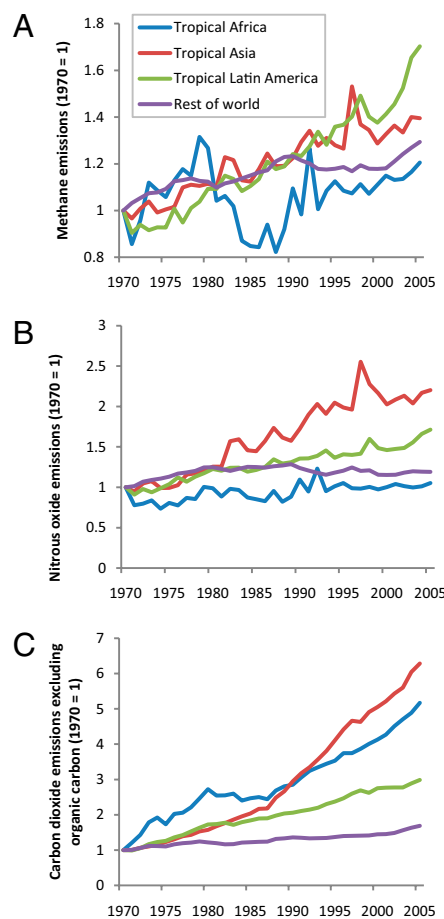 A
Methane emissions (1970 = 1)
Tropical Africa
Tropical Asia
Tropical Latin America
Rest of world
1.8
1.6
1.4
1.2
1
0.8
1970 1975 1980 1985 1990 1995 2000 2005
B
Nitrous oxide emissions (1970 = 1)
3
2.5
2
1.5
1
0.5
0
1970 1975 1980 1985 1990 1995 2000 2005
C
Carbon dioxide emissions excluding
organic carbon (1970 = 1)
7
6
5
4
3
2
1
0
1970 1975 1980 1985 1990 1995 2000 2005